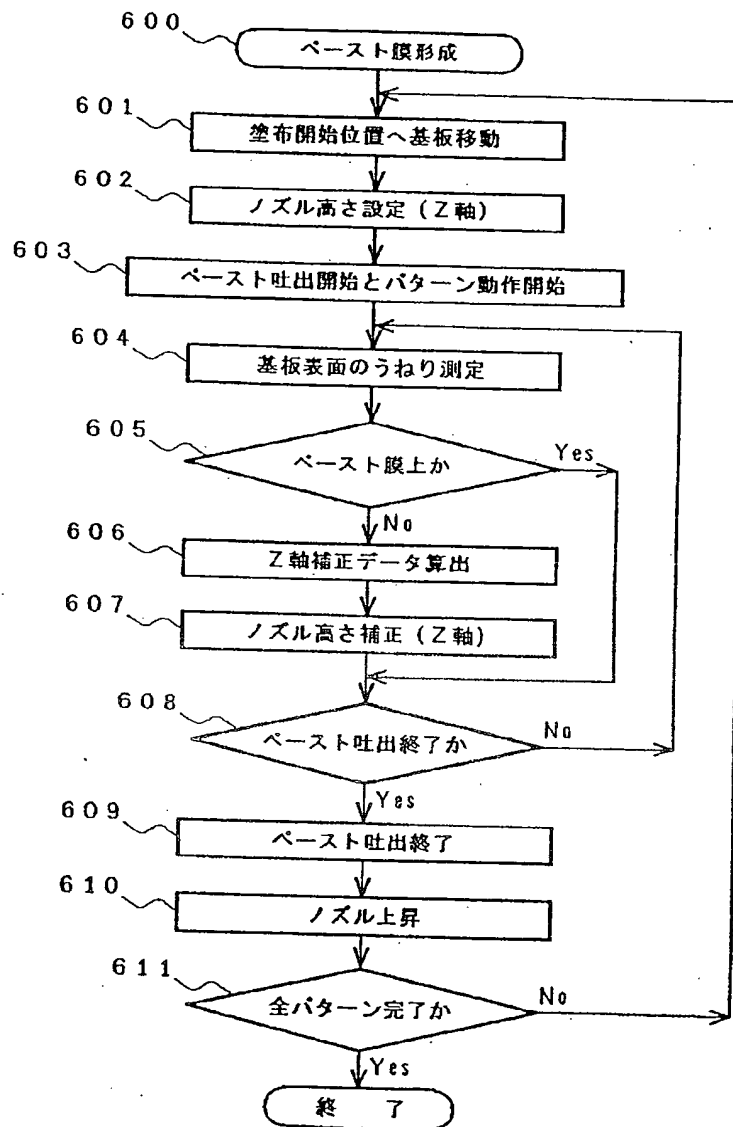 600
ペースト膜形成
601
塗布開始位置へ基板移動
602
ノズル高さ設定(Z軸)
603
ペースト吐出開始とパターン動作開始
604
基板表面のうねり測定
605
ペースト膜上か
Yes
No
606
Z軸補正データ算出
607
ノズル高さ補正(Z軸)
608
ペースト吐出終了か
No
Yes
609
ペースト吐出終了
610
ノズル上昇
611
全パターン完了か
No
Yes
終 了